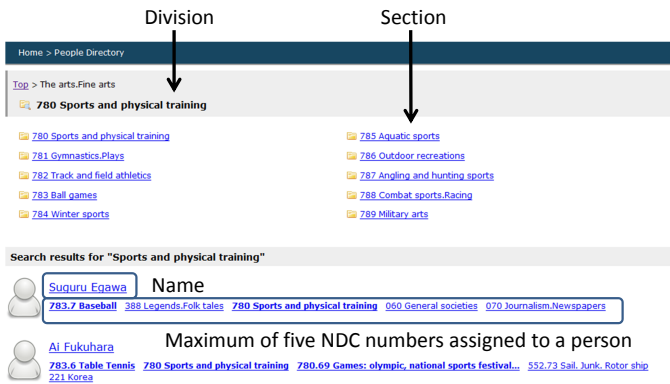 Division Section
Home > People Directory
Top > The arts.Fine arts
780 Sports and physical training
780 Sports and physical training 785 Aquatic sports
781 Gymnastics.Plays 786 Outdoor recreations
782 Track and field athletics 787 Angling and hunting sports
783 Ball games 788 Combat sports.Racing
784 Winter sports 789 Military arts
Search results for "Sports and physical training"
Suguru Egawa Name
783.7 Baseball 388 Legends.Folk tales 780 Sports and physical training 060 General societies 070 Journalism.Newspapers
Maximum of five NDC numbers assigned to a person
Ai Fukuhara
783.6 Table Tennis 780 Sports and physical training 780.69 Games: olympic, national sports festival... 552.73 Sail. Junk. Rotor ship
221 Korea